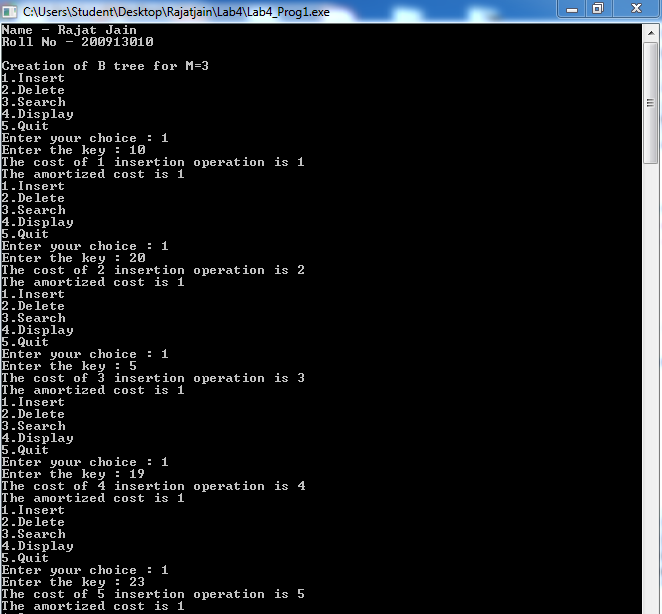 C:\Users\Student\Desktop\Rajatjain\Lab4\Lab4_Prog1.exe
Name - Rajat Jain
Roll No - 200913010
Creation of B tree for M=3
1.Insert
2.Delete
3.Search
4.Display
5.Quit
Enter your choice : 1
Enter the key : 10
The cost of 1 insertion operation is 1
The amortized cost is 1
1.Insert
2.Delete
3.Search
4.Display
5.Quit
Enter your choice : 1
Enter the key : 20
The cost of 2 insertion operation is 2
The amortized cost is 1
1.Insert
2.Delete
3.Search
4.Display
5.Quit
Enter your choice : 1
Enter the key : 5
The cost of 3 insertion operation is 3
The amortized cost is 1
1.Insert
2.Delete
3.Search
4.Display
5.Quit
Enter your choice : 1
Enter the key : 19
The cost of 4 insertion operation is 4
The amortized cost is 1
1.Insert
2.Delete
3.Search
4.Display
5.Quit
Enter your choice : 1
Enter the key : 23
The cost of 5 insertion operation is 5
The amortized cost is 1